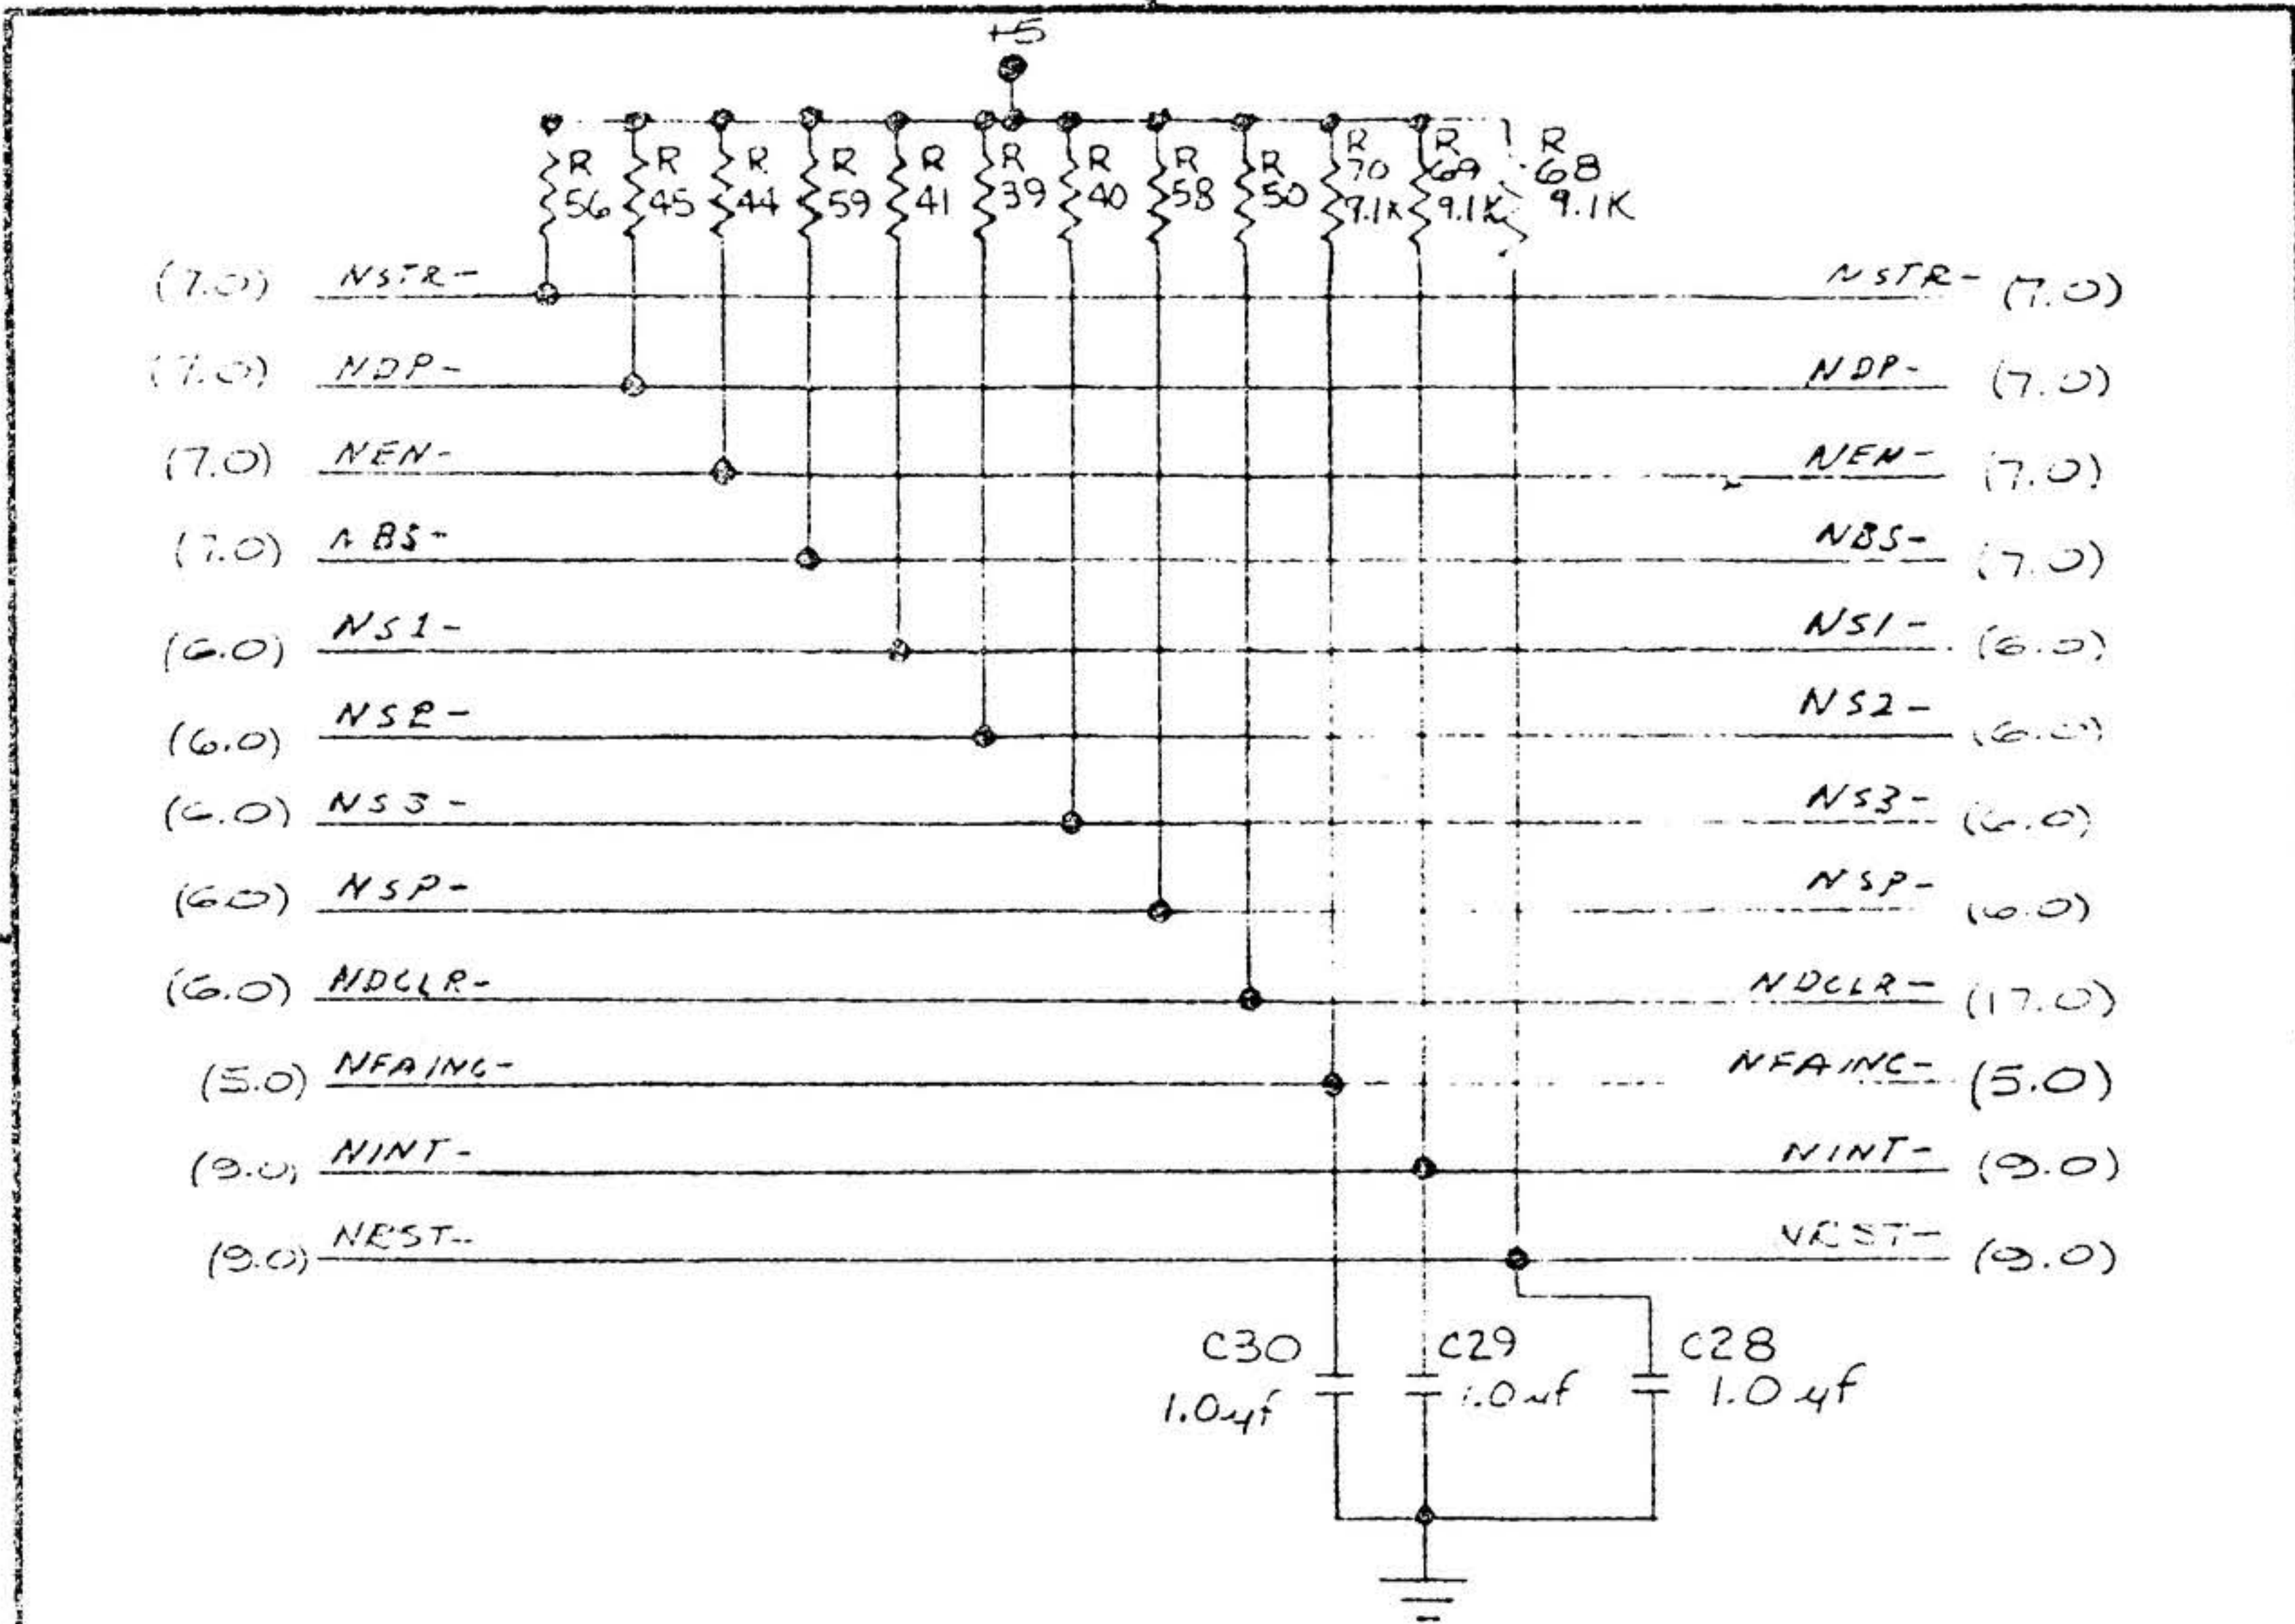 +5
R 56 R 45 R 44 R 59 R 41 R 39 R 40 R 58 R 50 R 70 9.1K R 69 9.1K R 68 9.1K
(7.0) NSTR- NSTR- (7.0)
(7.0) NDP- NDP- (7.0)
(7.0) NEN- NEN- (7.0)
(7.0) NBS- NBS- (7.0)
(6.0) NS1- NS1- (6.0)
(6.0) NS2- NS2- (6.0)
(6.0) NS3- NS3- (6.0)
(6.0) NSP- NSP- (6.0)
(6.0) NDCLR- NDCLR- (17.0)
(5.0) NFAINC- NFAINC- (5.0)
(9.0) NINT- NINT- (9.0)
(9.0) NRST- NRST- (9.0)
C30 C29 C28
1.0µf 1.0µf 1.0µf